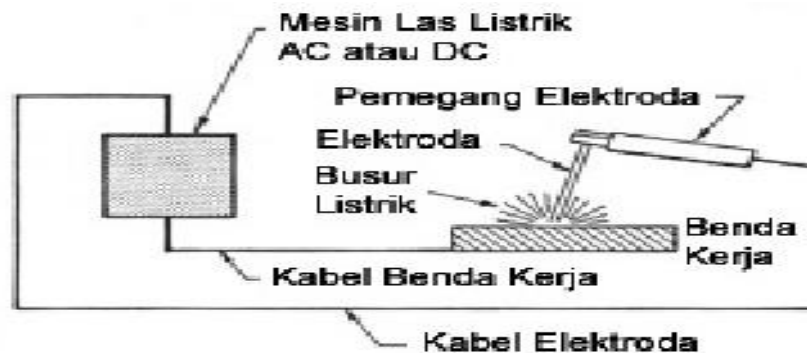 Mesin Las Listrik
AC atau DC
Pemegang Elektroda
Elektroda
Busur
Listrik
Benda
Kerja
Kabel Benda Kerja
Kabel Elektroda